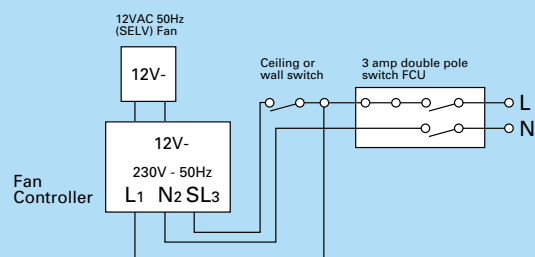 12VAC 50Hz
(SELV) Fan
12V-
Ceiling or
wall switch
3 amp double pole
switch FCU
L
N
12V-
230V - 50Hz
L1 N2 SL3
Fan
Controller